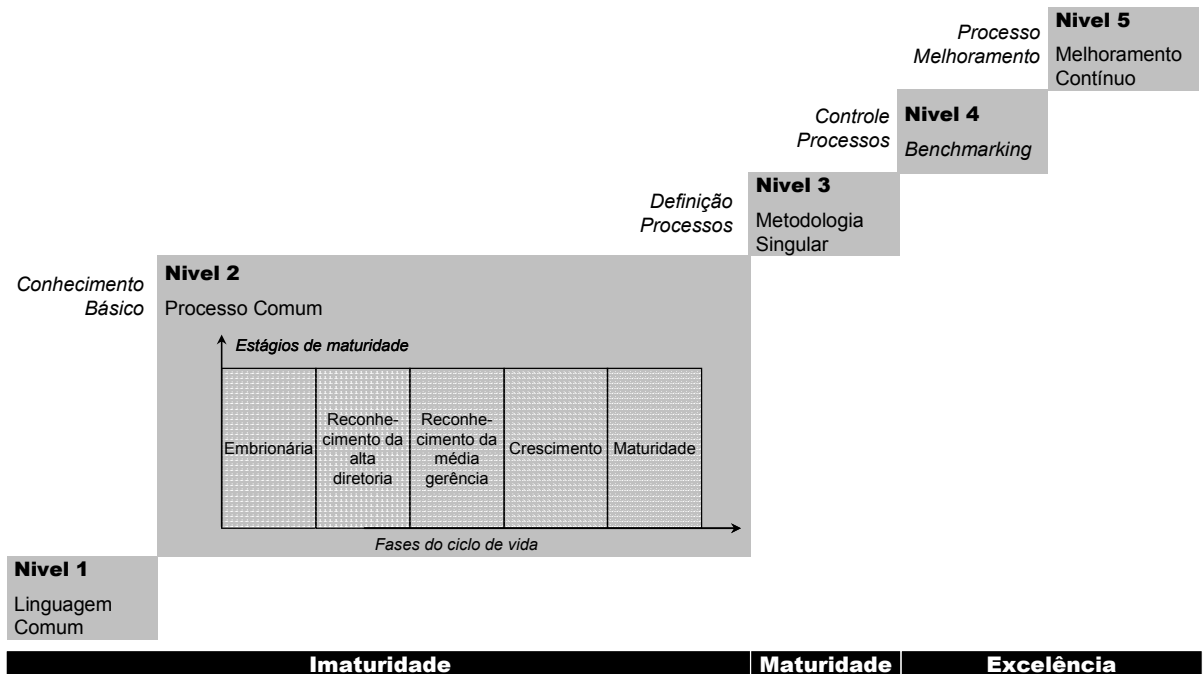 Processo
Melhoramento
Nivel 5
Melhoramento
Contínuo
Controle
Processos
Nivel 4
Benchmarking
Definição
Processos
Nivel 3
Metodologia
Singular
Conhecimento
Básico
Nivel 2
Processo Comum
Estágios de maturidade
Embrionária
Reconhe-
cimento da
alta
diretoria
Reconhe-
cimento da
média
gerência
Crescimento
Maturidade
Fases do ciclo de vida
Nivel 1
Linguagem
Comum
Imaturidade
Maturidade
Excelência